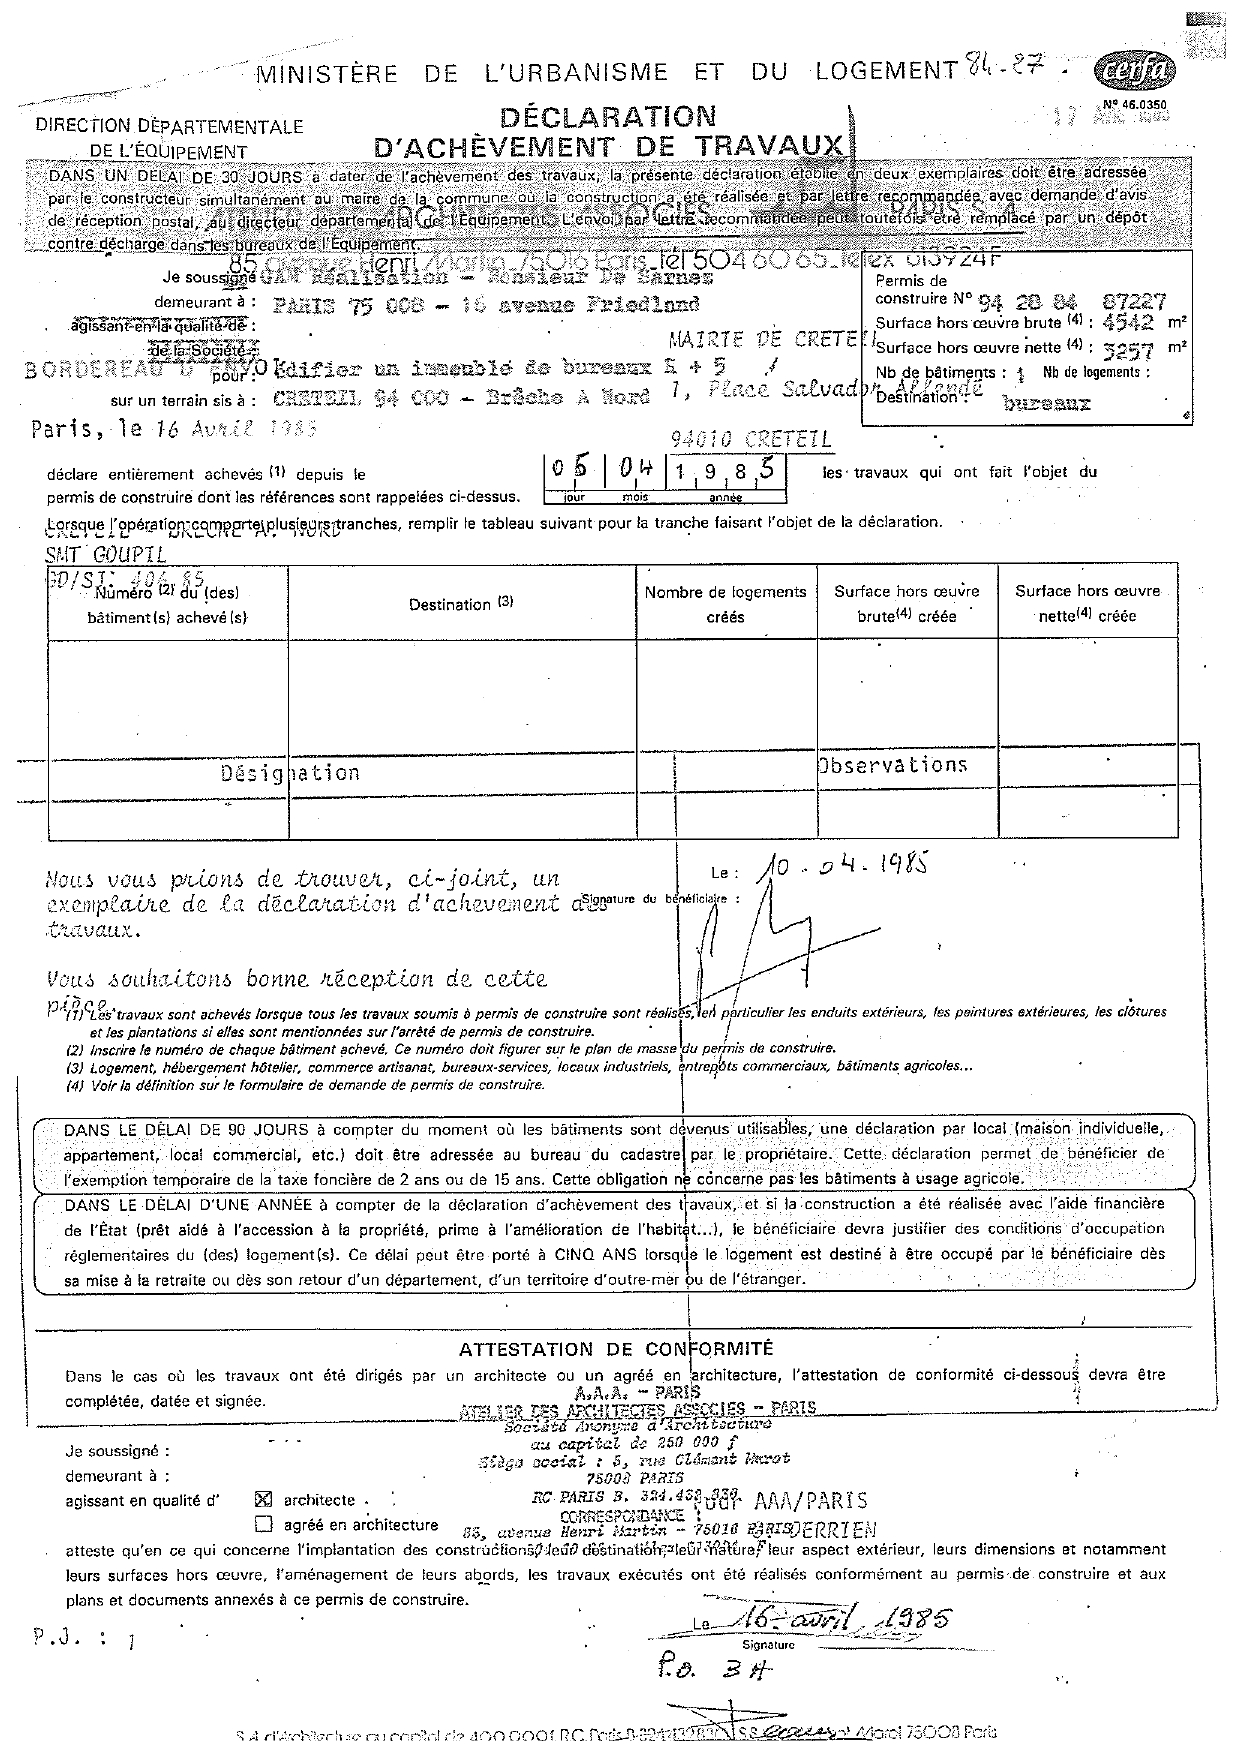 MINISTÈRE DE L'URBANISME ET DU LOGEMENT 84-27
cerfa
N° 46.0350
DIRECTION DÉPARTEMENTALE
DE L'ÉQUIPEMENT
DÉCLARATION
D'ACHÈVEMENT DE TRAVAUX
DANS UN DÉLAI DE 30 JOURS à dater de l'achèvement des travaux, la présente déclaration établie en deux exemplaires doit être adressée
par le constructeur simultanément au maire de la commune où la construction a été réalisée et par lettre recommandée avec demande d'avis
de réception postal, au directeur départemental de l'Équipement. L'envoi par lettre recommandée peut toutefois être remplacé par un dépôt
contre décharge dans les bureaux de l'Équipement.
85 avenue Henri Martin 75016 Paris tel 504 60 65 telex 613924F
Je soussigné Réalisation - Monsieur De
demeurant à : PARIS 75 008 - 16 avenue Friedland
agissant en la qualité de :
de la Société :
MAIRIE DE CRETEIL
BORDEREAU D'ENVOI
pour : Edifier un immeuble de bureaux R + 5
sur un terrain sis à : CRETEIL 94 000 - Brêche A Nord
1, Place Salvador Allendé
Permis de
construire N° 94 28 84 87227
Surface hors œuvre brute (4) : 4542 m²
Surface hors œuvre nette (4) : 3257 m²
Nb de bâtiments : 1 Nb de logements :
Destination : bureaux
Paris, le 16 Avril 1985
94010 CRETEIL
déclare entièrement achevés (1) depuis le 05 04 1985 les travaux qui ont fait l'objet du
jour mois année
permis de construire dont les références sont rappelées ci-dessus.
Lorsque l'opération comporte plusieurs tranches, remplir le tableau suivant pour la tranche faisant l'objet de la déclaration.
CRETEIL - BRECHE A. NORD
SMT GOUPIL
GD/SI: 404.85
Numéro (2) du (des)
bâtiment(s) achevé(s)
Destination (3)
Nombre de logements
créés
Surface hors œuvre
brute(4) créée
Surface hors œuvre
nette(4) créée
Désignation
Observations
Nous vous prions de trouver, ci-joint, un
exemplaire de la déclaration d'achevement des
travaux.
Vous souhaitons bonne réception de cette
pièce.
Le : 10.04.1985
Signature du bénéficiaire :
(1) Les travaux sont achevés lorsque tous les travaux soumis à permis de construire sont réalisés, en particulier les enduits extérieurs, les peintures extérieures, les clôtures
et les plantations si elles sont mentionnées sur l'arrêté de permis de construire.
(2) Inscrire le numéro de chaque bâtiment achevé. Ce numéro doit figurer sur le plan de masse du permis de construire.
(3) Logement, hébergement hôtelier, commerce artisanat, bureaux-services, locaux industriels, entrepôts commerciaux, bâtiments agricoles...
(4) Voir la définition sur le formulaire de demande de permis de construire.
DANS LE DÉLAI DE 90 JOURS à compter du moment où les bâtiments sont devenus utilisables, une déclaration par local (maison individuelle,
appartement, local commercial, etc.) doit être adressée au bureau du cadastre par le propriétaire. Cette déclaration permet de bénéficier de
l'exemption temporaire de la taxe foncière de 2 ans ou de 15 ans. Cette obligation ne concerne pas les bâtiments à usage agricole.
DANS LE DÉLAI D'UNE ANNÉE à compter de la déclaration d'achèvement des travaux, et si la construction a été réalisée avec l'aide financière
de l'État (prêt aidé à l'accession à la propriété, prime à l'amélioration de l'habitat...), le bénéficiaire devra justifier des conditions d'occupation
réglementaires du (des) logement(s). Ce délai peut être porté à CINQ ANS lorsque le logement est destiné à être occupé par le bénéficiaire dès
sa mise à la retraite ou dès son retour d'un département, d'un territoire d'outre-mer ou de l'étranger.
ATTESTATION DE CONFORMITÉ
Dans le cas où les travaux ont été dirigés par un architecte ou un agréé en architecture, l'attestation de conformité ci-dessous devra être
complétée, datée et signée.
A.A.A. - PARIS
ATELIER DES ARCHITECTES ASSOCIES - PARIS
Société Anonyme d'Architecture
au capital de 250 000 f
Siège social : 5, rue Clément Marot
75008 PARIS
RC PARIS B.
CORRESPONDANCE :
85, avenue Henri Martin - 75016 PARIS
Je soussigné :
demeurant à :
agissant en qualité d' ☒ architecte
☐ agréé en architecture
pour AAA/PARIS
DERRIEN
atteste qu'en ce qui concerne l'implantation des constructions, leur destination, leur nature, leur aspect extérieur, leurs dimensions et notamment
leurs surfaces hors œuvre, l'aménagement de leurs abords, les travaux exécutés ont été réalisés conformément au permis de construire et aux
plans et documents annexés à ce permis de construire.
Le 16 avril 1985
Signature
P.J. : 1
P.O. 3A
S.A. d'Architecture au capital de 400 000f RC Paris Marot 75008 Paris